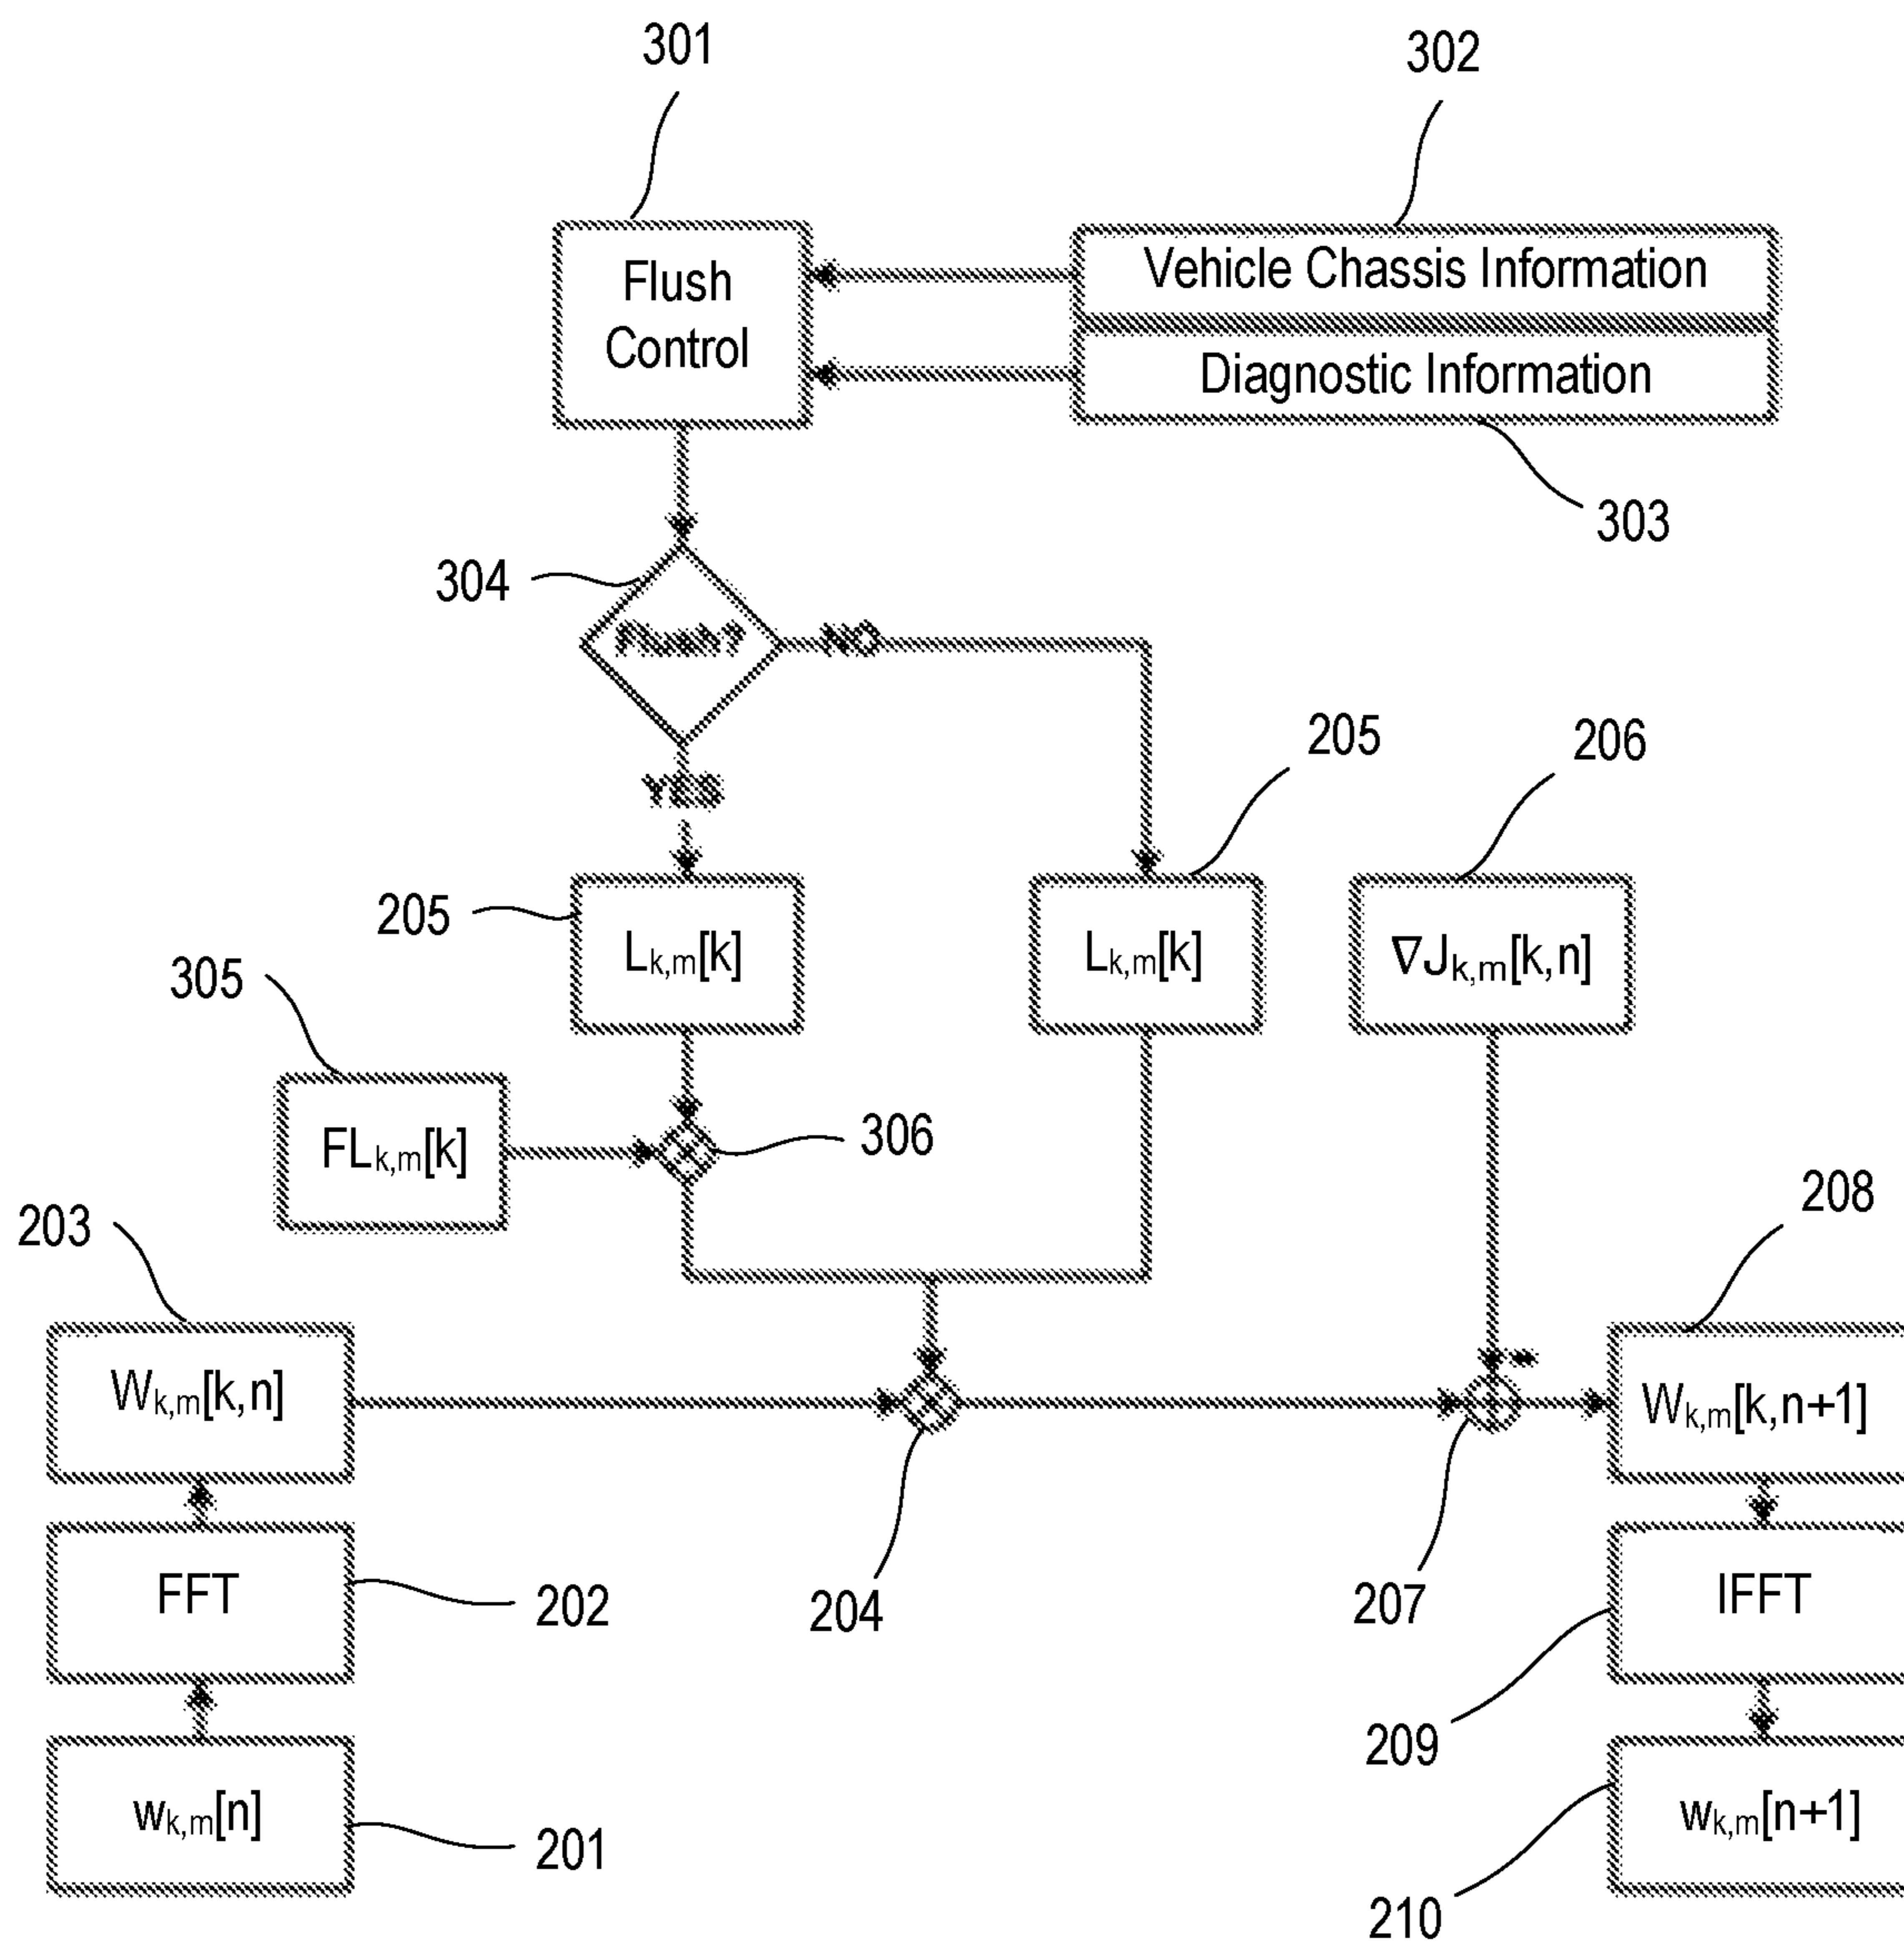 301
302
Flush
Control
Vehicle Chassis Information
Diagnostic Information
303
304
Flush?
NO
YES
205
206
205
Lk,m[k]
Lk,m[k]
∇Jk,m[k,n]
305
FLk,m[k]
306
203
208
Wk,m[k,n]
Wk,m[k,n+1]
204
207
FFT
202
IFFT
209
wk,m[n]
201
wk,m[n+1]
210